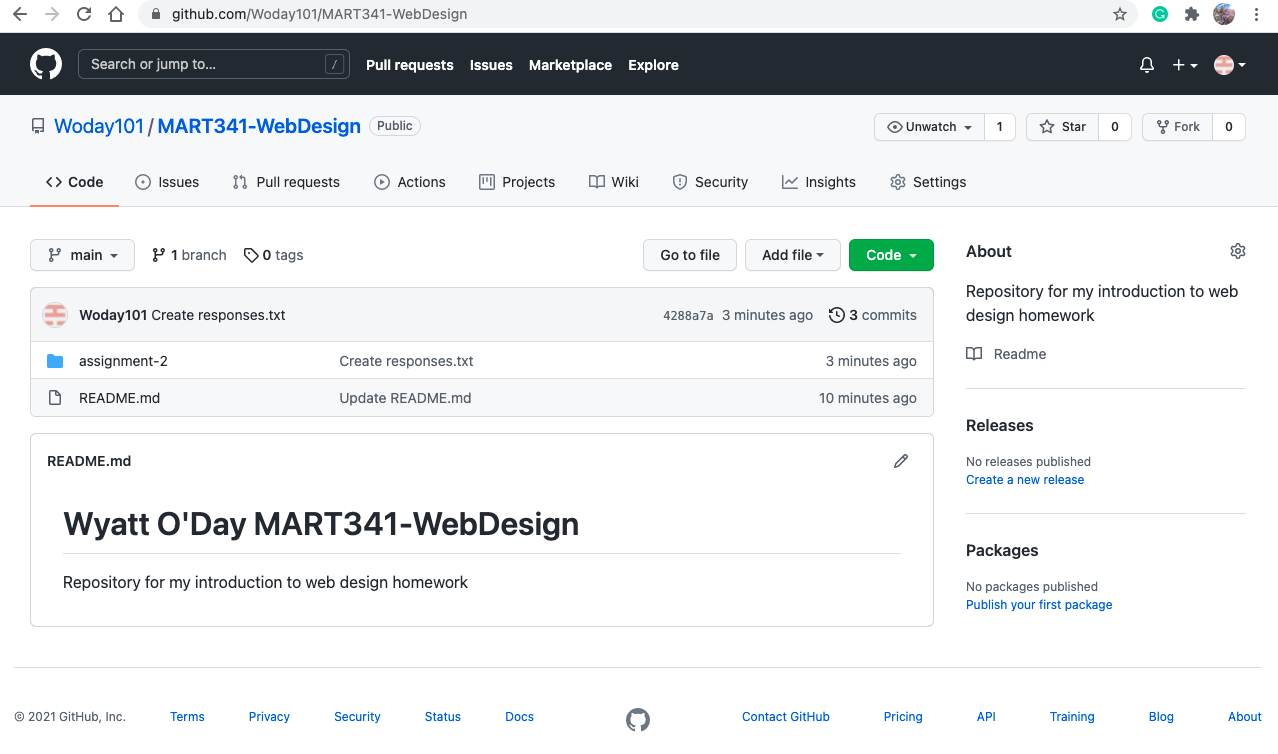 github.com/Woday101/MART341-WebDesign
Search or jump to… / Pull requests Issues Marketplace Explore
Woday101 / MART341-WebDesign Public Unwatch 1 Star 0 Fork 0
Code Issues Pull requests Actions Projects Wiki Security Insights Settings
main 1 branch 0 tags Go to file Add file Code
Woday101 Create responses.txt 4288a7a 3 minutes ago 3 commits
assignment-2 Create responses.txt 3 minutes ago
README.md Update README.md 10 minutes ago
README.md
Wyatt O'Day MART341-WebDesign
Repository for my introduction to web design homework
About
Repository for my introduction to web
design homework
Readme
Releases
No releases published
Create a new release
Packages
No packages published
Publish your first package
© 2021 GitHub, Inc. Terms Privacy Security Status Docs Contact GitHub Pricing API Training Blog About